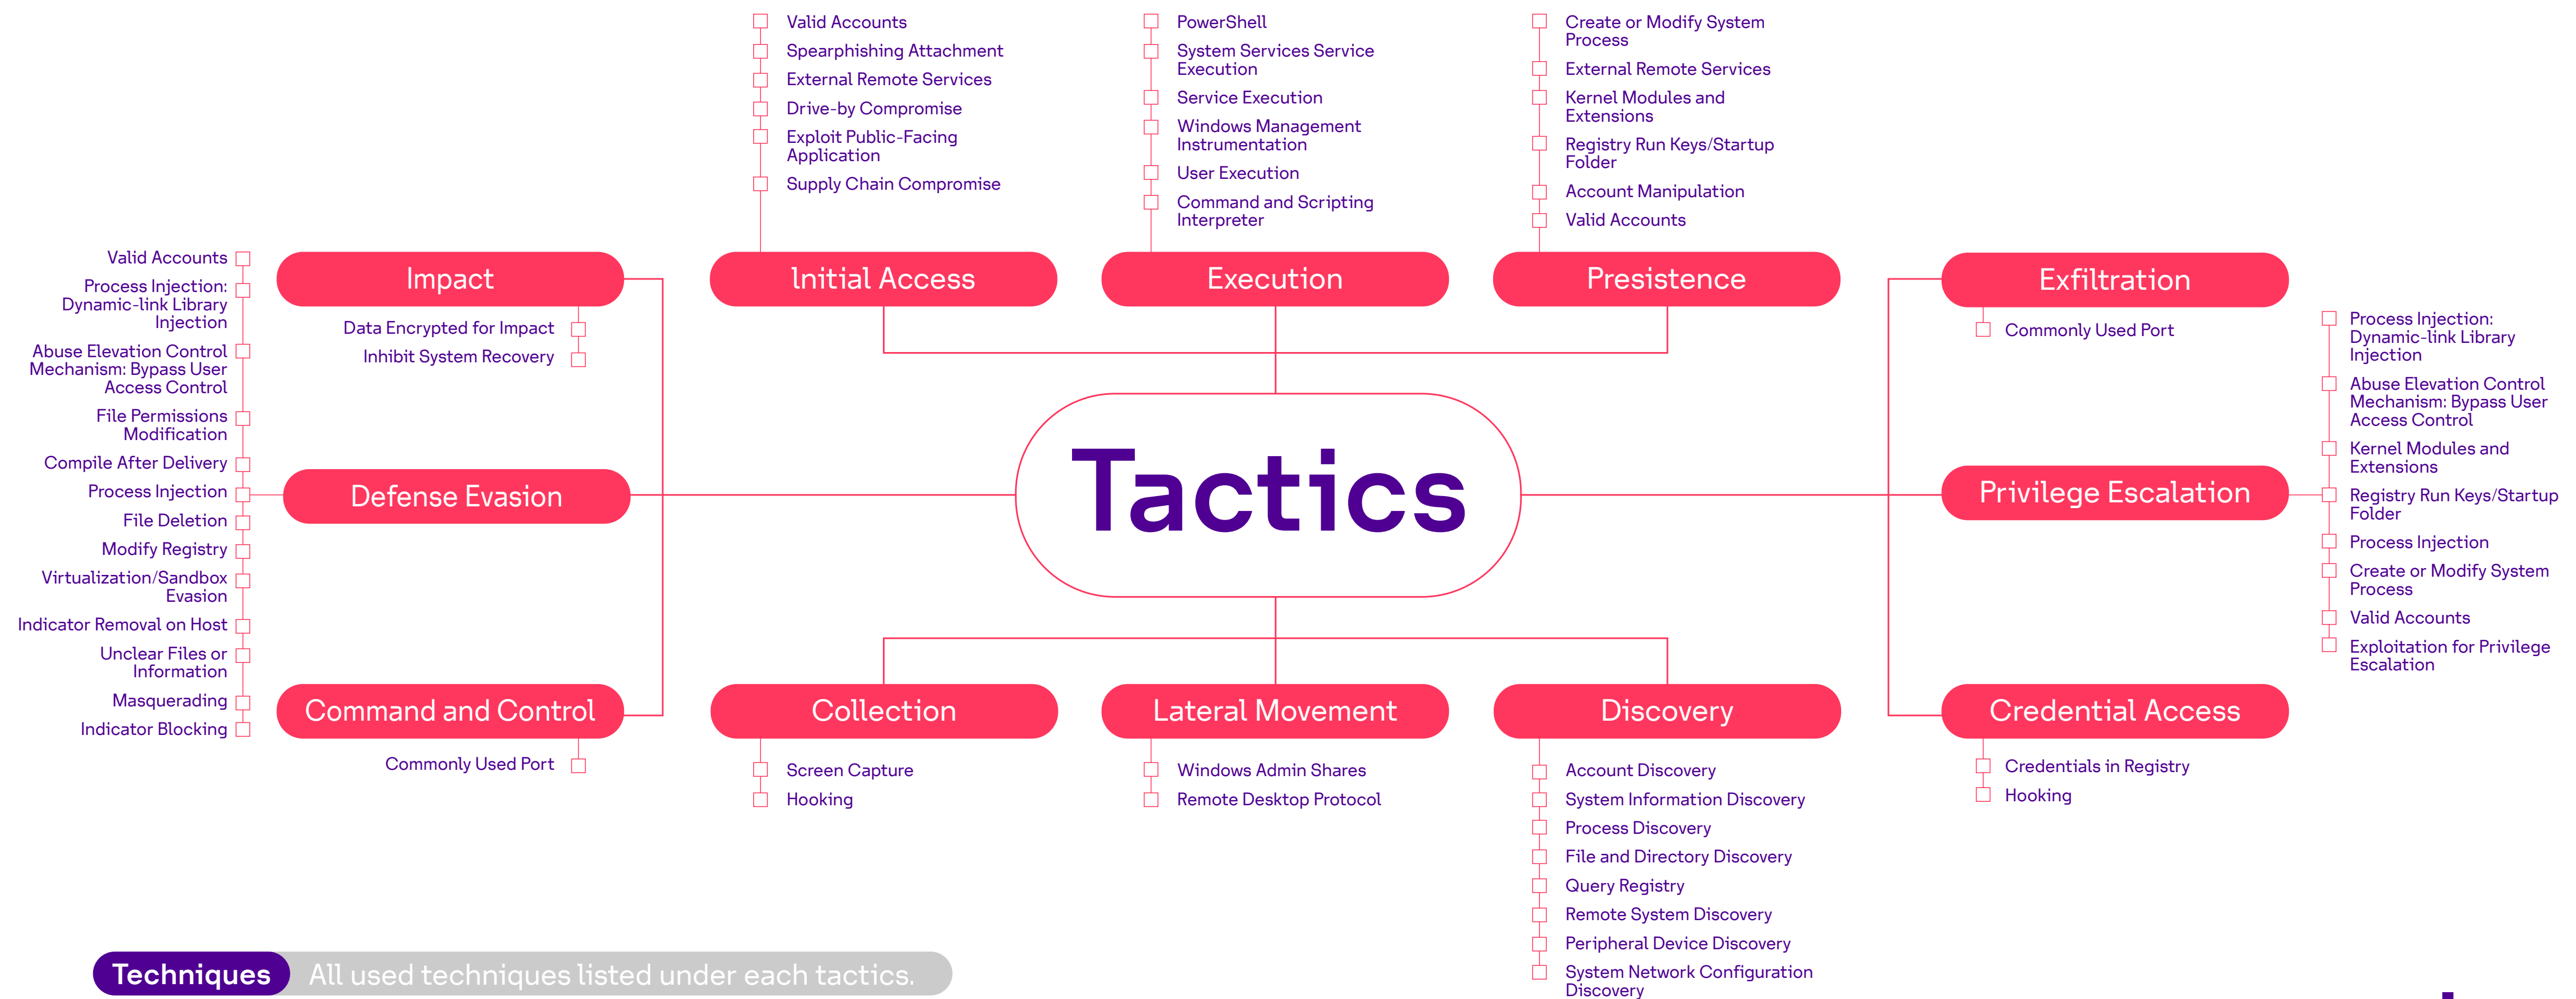 Valid Accounts
Spearphishing Attachment
External Remote Services
Drive-by Compromise
Exploit Public-Facing
Application
Supply Chain Compromise
Initial Access
PowerShell
System Services Service
Execution
Service Execution
Windows Management
Instrumentation
User Execution
Command and Scripting
Interpreter
Execution
Create or Modify System
Process
External Remote Services
Kernel Modules and
Extensions
Registry Run Keys/Startup
Folder
Account Manipulation
Valid Accounts
Presistence
Impact
Data Encrypted for Impact
Inhibit System Recovery
Valid Accounts
Process Injection:
Dynamic-link Library
Injection
Abuse Elevation Control
Mechanism: Bypass User
Access Control
File Permissions
Modification
Compile After Delivery
Process Injection
File Deletion
Modify Registry
Virtualization/Sandbox
Evasion
Indicator Removal on Host
Unclear Files or
Information
Masquerading
Indicator Blocking
Defense Evasion
Tactics
Exfiltration
Commonly Used Port
Privilege Escalation
Process Injection:
Dynamic-link Library
Injection
Abuse Elevation Control
Mechanism: Bypass User
Access Control
Kernel Modules and
Extensions
Registry Run Keys/Startup
Folder
Process Injection
Create or Modify System
Process
Valid Accounts
Exploitation for Privilege
Escalation
Command and Control
Commonly Used Port
Collection
Screen Capture
Hooking
Lateral Movement
Windows Admin Shares
Remote Desktop Protocol
Discovery
Account Discovery
System Information Discovery
Process Discovery
File and Directory Discovery
Query Registry
Remote System Discovery
Peripheral Device Discovery
System Network Configuration
Discovery
Credential Access
Credentials in Registry
Hooking
Techniques All used techniques listed under each tactics.